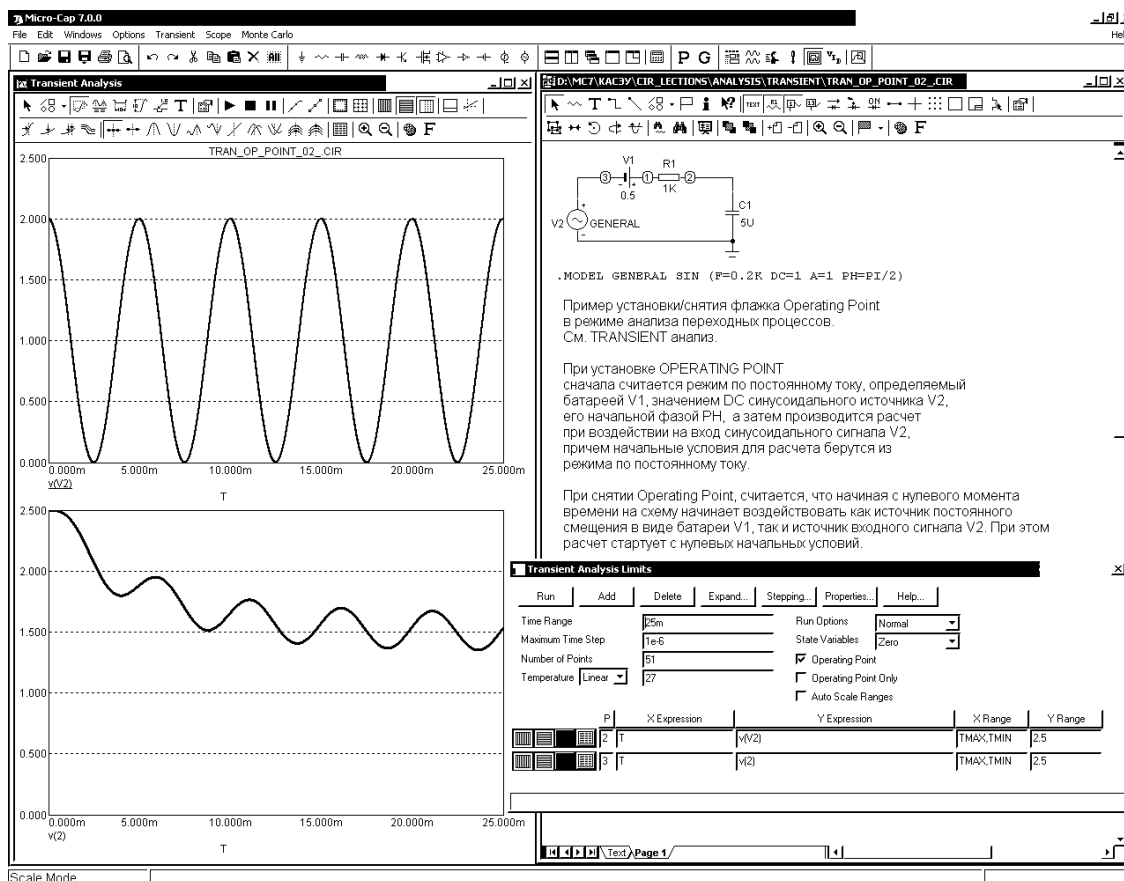 Micro-Cap 7.0.0
File Edit Windows Options Transient Scope Monte Carlo
Hel
Transient Analysis
TRAN_OP_POINT_02_.CIR
2.500
2.000
1.500
1.000
0.500
0.000
0.000m 5.000m 10.000m 15.000m 20.000m 25.000m
v(V2)
T
2.500
2.000
1.500
1.000
0.500
0.000
0.000m 5.000m 10.000m 15.000m 20.000m 25.000m
v(2)
T
D:\MC7\КАСЭУ\CIR_LECTIONS\ANALYSIS\TRANSIENT\TRAN_OP_POINT_02_.CIR
V1 R1
3 1 2
0.5 1K
C1
5U
V2 GENERAL
.MODEL GENERAL SIN (F=0.2K DC=1 A=1 PH=PI/2)
Пример установки/снятия флажка Operating Point
в режиме анализа переходных процессов.
См. TRANSIENT анализ.
При установке OPERATING POINT
сначала считается режим по постоянному току, определяемый
батареей V1, значением DC синусоидального источника V2,
его начальной фазой PH, а затем производится расчет
при воздействии на вход синусоидального сигнала V2,
причем начальные условия для расчета берутся из
режима по постоянному току.
При снятии Operating Point, считается, что начиная с нулевого момента
времени на схему начинает воздействовать как источник постоянного
смещения в виде батареи V1, так и источник входного сигнала V2. При этом
расчет стартует с нулевых начальных условий.
Transient Analysis Limits
Run Add Delete Expand... Stepping... Properties... Help...
Time Range 25m Run Options Normal
Maximum Time Step 1e-6 State Variables Zero
Number of Points 51 Operating Point
Temperature Linear 27 Operating Point Only
Auto Scale Ranges
P X Expression Y Expression X Range Y Range
2 T v(V2) TMAX,TMIN 2.5
3 T v(2) TMAX,TMIN 2.5
Text Page 1
Scale Mode